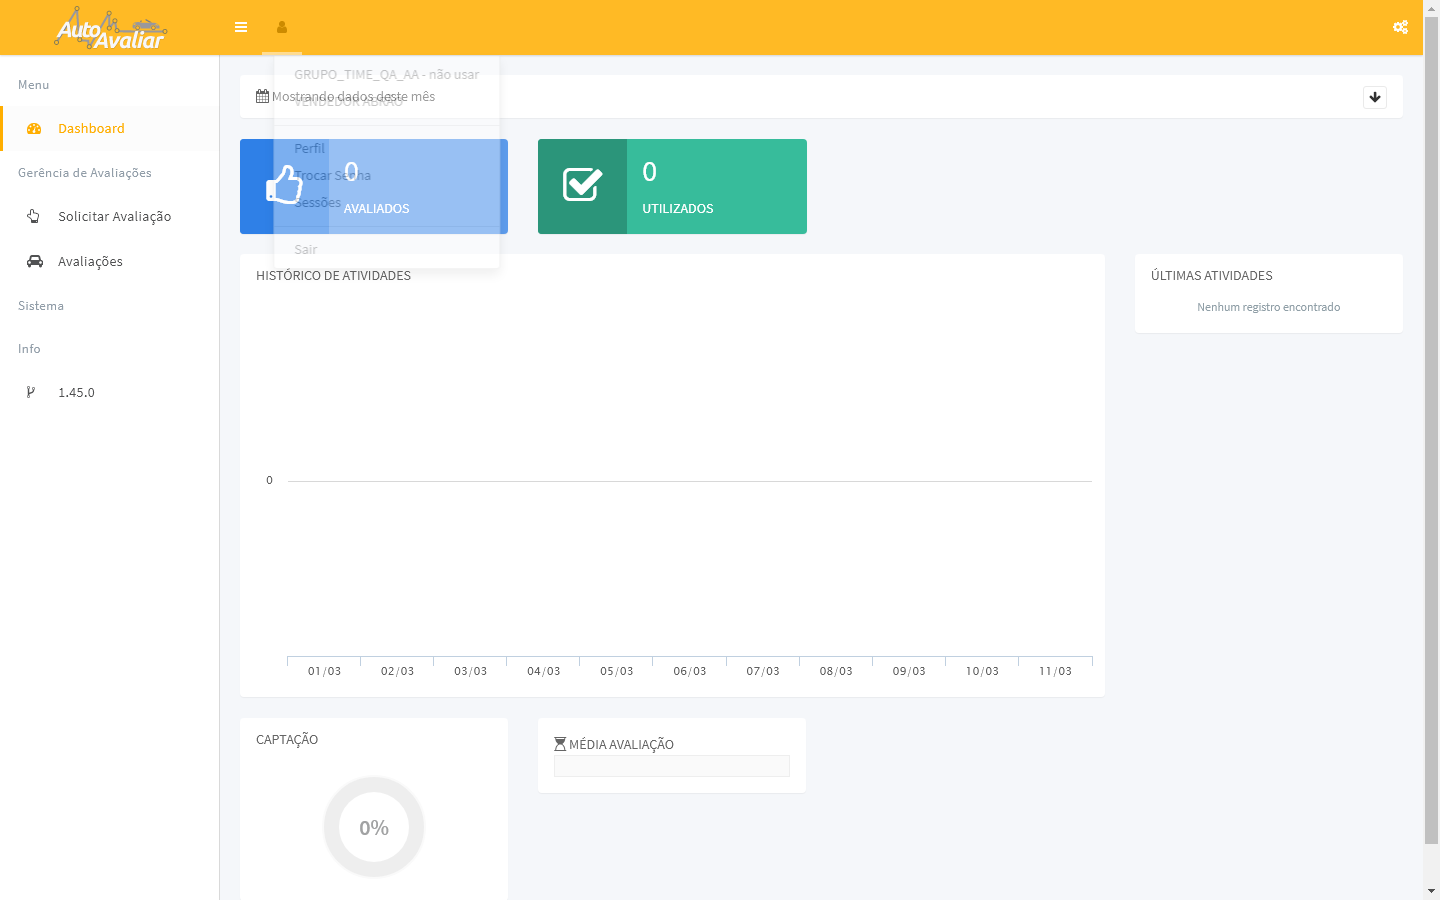 AutoAvaliar
Menu
Dashboard
Gerência de Avaliações
Solicitar Avaliação
Avaliações
Sistema
Info
1.45.0
GRUPO_TIME_QA_AA - não usar
VENDEDOR ABRAO
Perfil
Trocar Senha
Sessões
Sair
Mostrando dados deste mês
0
AVALIADOS
0
UTILIZADOS
HISTÓRICO DE ATIVIDADES
0
01/03 02/03 03/03 04/03 05/03 06/03 07/03 08/03 09/03 10/03 11/03
ÚLTIMAS ATIVIDADES
Nenhum registro encontrado
CAPTAÇÃO
0%
MÉDIA AVALIAÇÃO